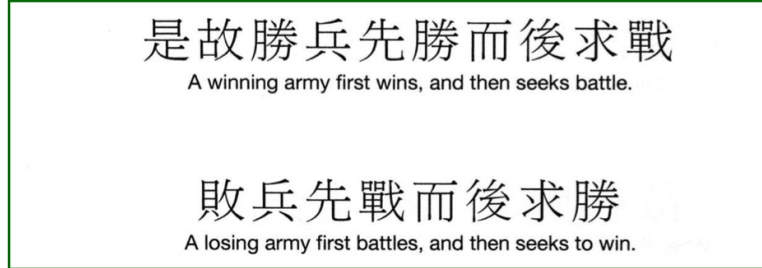 是故勝兵先勝而後求戰
A winning army first wins, and then seeks battle.
敗兵先戰而後求勝
A losing army first battles, and then seeks to win.